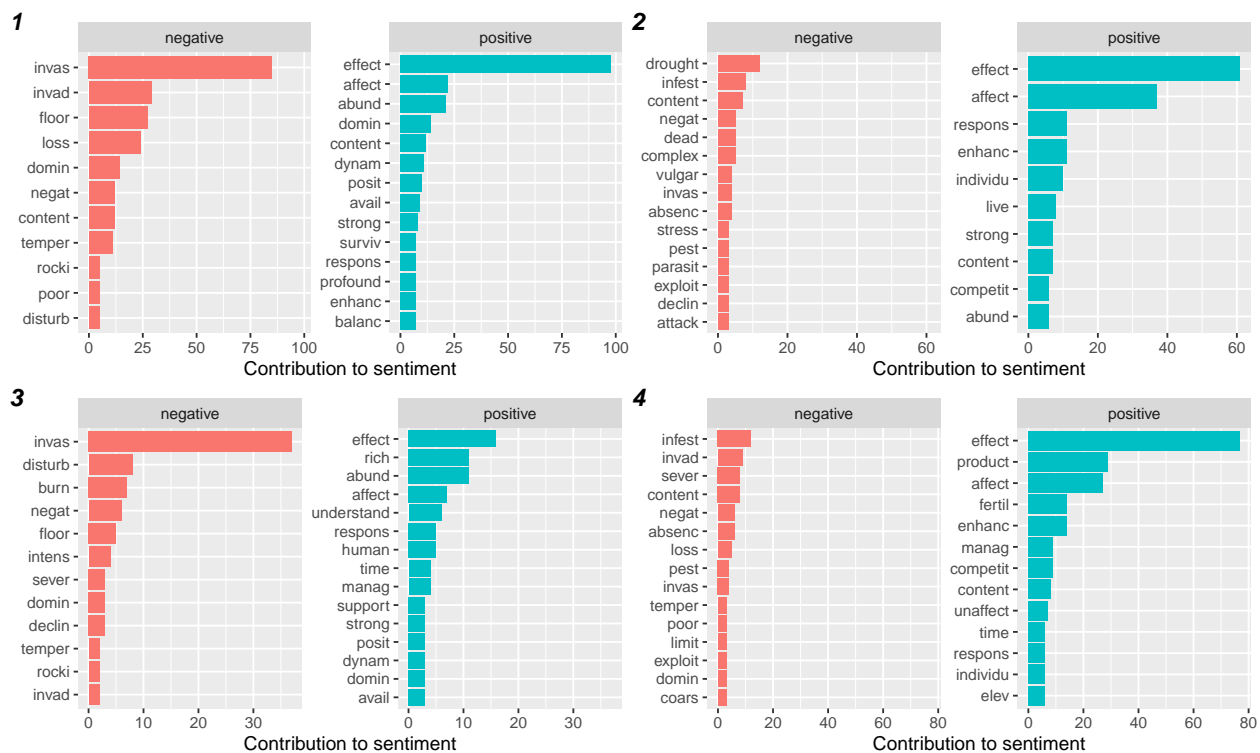 1
negative
invas
invad
floor
loss
domin
negat
content
temper
rocki
poor
disturb
0 25 50 75 100
positive
effect
affect
abund
domin
content
dynam
posit
avail
strong
surviv
respons
profound
enhanc
balanc
0 25 50 75 100
Contribution to sentiment
2
negative
drought
infest
content
negat
dead
complex
vulgar
invas
absenc
stress
pest
parasit
exploit
declin
attack
0 20 40 60
positive
effect
affect
respons
enhanc
individu
live
strong
content
competit
abund
0 20 40 60
Contribution to sentiment
3
negative
invas
disturb
burn
negat
floor
intens
sever
domin
declin
temper
rocki
invad
0 10 20 30
positive
effect
rich
abund
affect
understand
respons
human
time
manag
support
strong
posit
dynam
domin
avail
0 10 20 30
Contribution to sentiment
4
negative
infest
invad
sever
content
negat
absenc
loss
pest
invas
temper
poor
limit
exploit
domin
coars
0 20 40 60 80
positive
effect
product
affect
fertil
enhanc
manag
competit
content
unaffect
time
respons
individu
elev
0 20 40 60 80
Contribution to sentiment